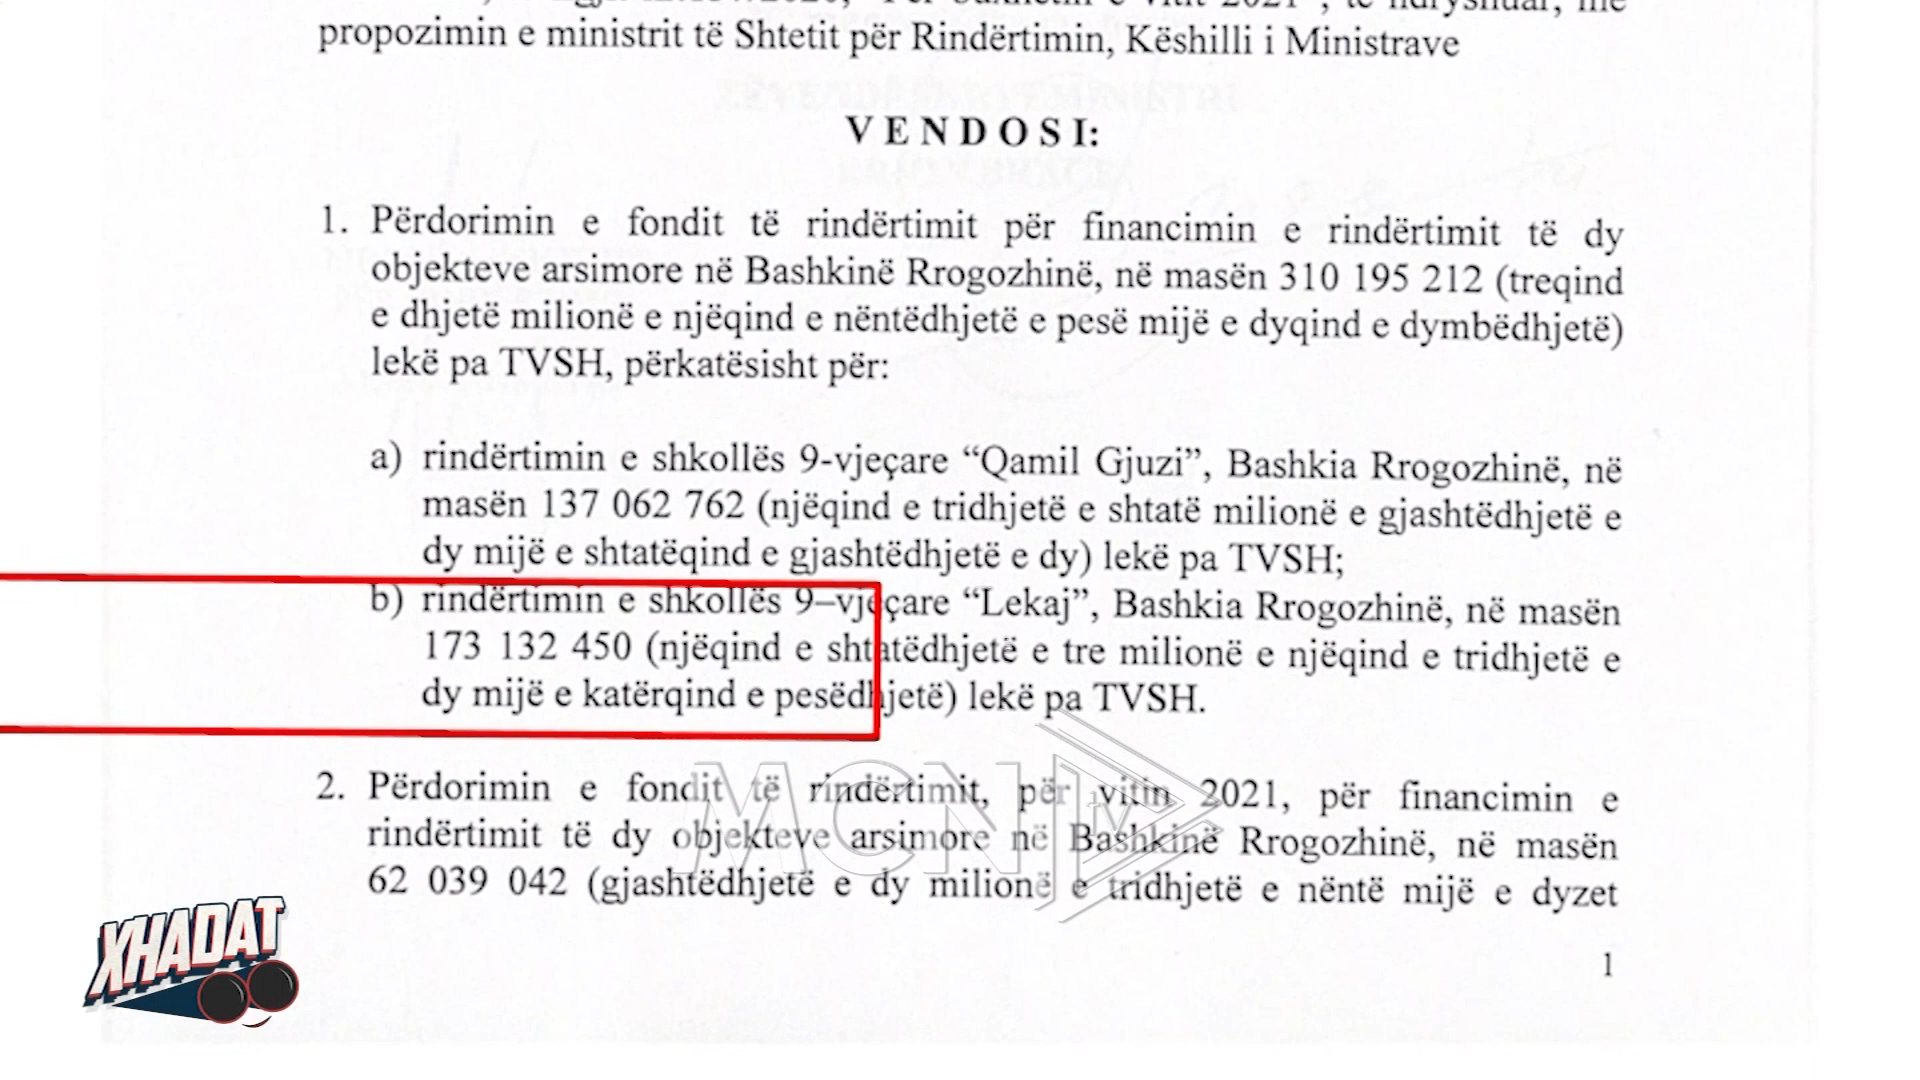 propozimin e ministrit të Shtetit për Rindërtimin, Këshilli i Ministrave
VENDOSI:
1. Përdorimin e fondit të rindërtimit për financimin e rindërtimit të dy
objekteve arsimore në Bashkinë Rrogozhinë, në masën 310 195 212 (treqind
e dhjetë milionë e njëqind e nëntëdhjetë e pesë mijë e dyqind e dymbëdhjetë)
lekë pa TVSH, përkatësisht për:
a) rindërtimin e shkollës 9-vjeçare “Qamil Gjuzi”, Bashkia Rrogozhinë, në
masën 137 062 762 (njëqind e tridhjetë e shtatë milionë e gjashtëdhjetë e
dy mijë e shtatëqind e gjashtëdhjetë e dy) lekë pa TVSH;
b) rindërtimin e shkollës 9–vjeçare “Lekaj”, Bashkia Rrogozhinë, në masën
173 132 450 (njëqind e shtatëdhjetë e tre milionë e njëqind e tridhjetë e
dy mijë e katërqind e pesëdhjetë) lekë pa TVSH.
2. Përdorimin e fondit të rindërtimit, për vitin 2021, për financimin e
rindërtimit të dy objekteve arsimore në Bashkinë Rrogozhinë, në masën
62 039 042 (gjashtëdhjetë e dy milionë e tridhjetë e nëntë mijë e dyzet
1
MCN tv
XHADAT